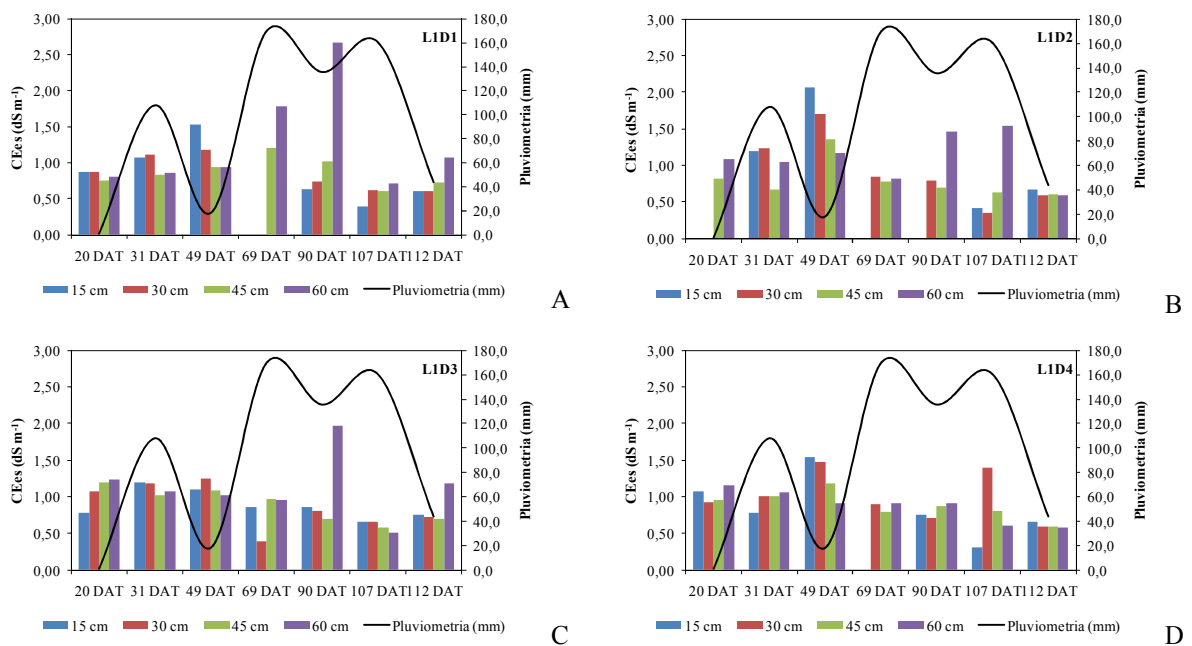 L1D1
CEes (dS m⁻¹)
3,00
2,50
2,00
1,50
1,00
0,50
0,00
180,0
160,0
140,0
120,0
100,0
80,0
60,0
40,0
20,0
0,0
Pluviometria (mm)
20 DAT 31 DAT 49 DAT 69 DAT 90 DAT 107 DAT 112 DAT
15 cm 30 cm 45 cm 60 cm Pluviometria (mm)
A
L1D2
CEes (dS m⁻¹)
3,00
2,50
2,00
1,50
1,00
0,50
0,00
180,0
160,0
140,0
120,0
100,0
80,0
60,0
40,0
20,0
0,0
Pluviometria (mm)
20 DAT 31 DAT 49 DAT 69 DAT 90 DAT 107 DAT 112 DAT
15 cm 30 cm 45 cm 60 cm Pluviometria (mm)
B
L1D3
CEes (dS m⁻¹)
3,00
2,50
2,00
1,50
1,00
0,50
0,00
180,0
160,0
140,0
120,0
100,0
80,0
60,0
40,0
20,0
0,0
Pluviometria (mm)
20 DAT 31 DAT 49 DAT 69 DAT 90 DAT 107 DAT 112 DAT
15 cm 30 cm 45 cm 60 cm Pluviometria (mm)
C
L1D4
CEes (dS m⁻¹)
3,00
2,50
2,00
1,50
1,00
0,50
0,00
180,0
160,0
140,0
120,0
100,0
80,0
60,0
40,0
20,0
0,0
Pluviometria (mm)
20 DAT 31 DAT 49 DAT 69 DAT 90 DAT 107 DAT 112 DAT
15 cm 30 cm 45 cm 60 cm Pluviometria (mm)
D